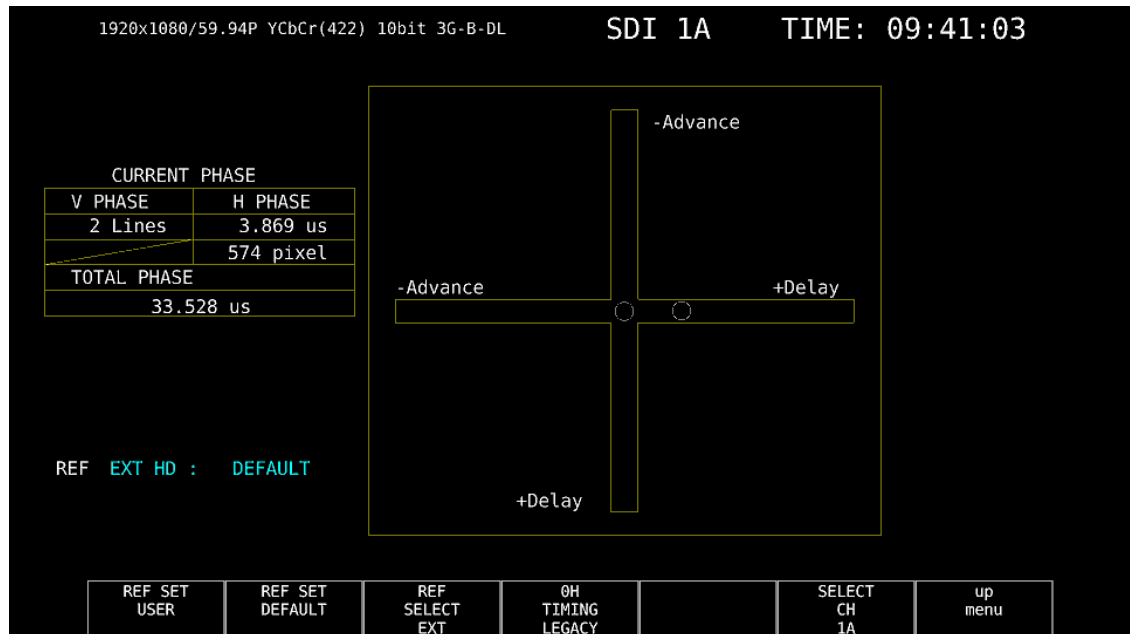 1920x1080/59.94P YCbCr(422) 10bit 3G-B-DL SDI 1A TIME: 09:41:03
-Advance
CURRENT PHASE
V PHASE H PHASE
2 Lines 3.869 us
574 pixel
TOTAL PHASE
33.528 us
-Advance +Delay
REF EXT HD : DEFAULT
+Delay
REF SET USER
REF SET DEFAULT
REF SELECT EXT
0H TIMING LEGACY
SELECT CH 1A
up menu